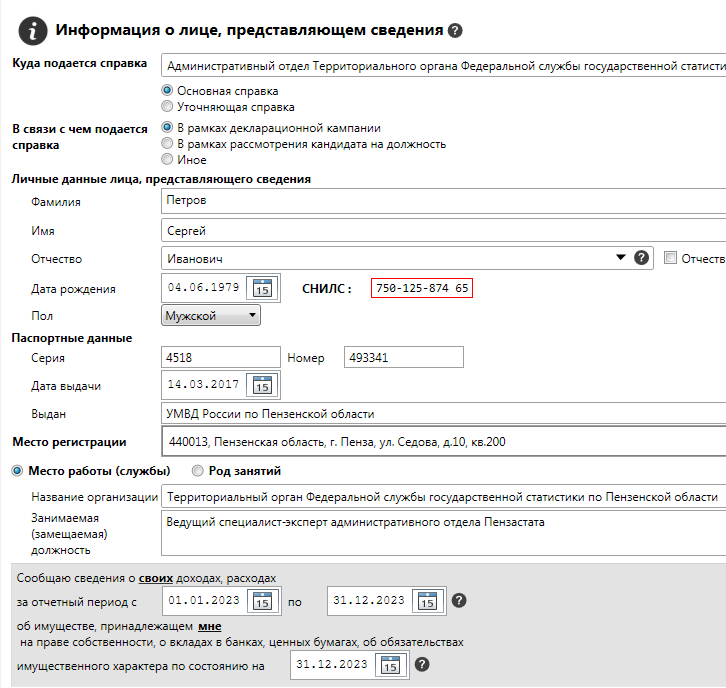 Информация о лице, представляющем сведения ?
Куда подается справка Административный отдел Территориального органа Федеральной службы государственной статисти
Основная справка
Уточняющая справка
В связи с чем подается справка
В рамках декларационной кампании
В рамках рассмотрения кандидата на должность
Иное
Личные данные лица, представляющего сведения
Фамилия Петров
Имя Сергей
Отчество Иванович ? Отчеств
Дата рождения 04.06.1979 15 СНИЛС : 750-125-874 65
Пол Мужской
Паспортные данные
Серия 4518 Номер 493341
Дата выдачи 14.03.2017 15
Выдан УМВД России по Пензенской области
Место регистрации 440013, Пензенская область, г. Пенза, ул. Седова, д.10, кв.200
Место работы (службы) Род занятий
Название организации Территориальный орган Федеральной службы государственной статистики по Пензенской области
Занимаемая (замещаемая) должность Ведущий специалист-эксперт административного отдела Пензастата
Сообщаю сведения о своих доходах, расходах
за отчетный период с 01.01.2023 15 по 31.12.2023 15 ?
об имуществе, принадлежащем мне
на праве собственности, о вкладах в банках, ценных бумагах, об обязательствах
имущественного характера по состоянию на 31.12.2023 15 ?